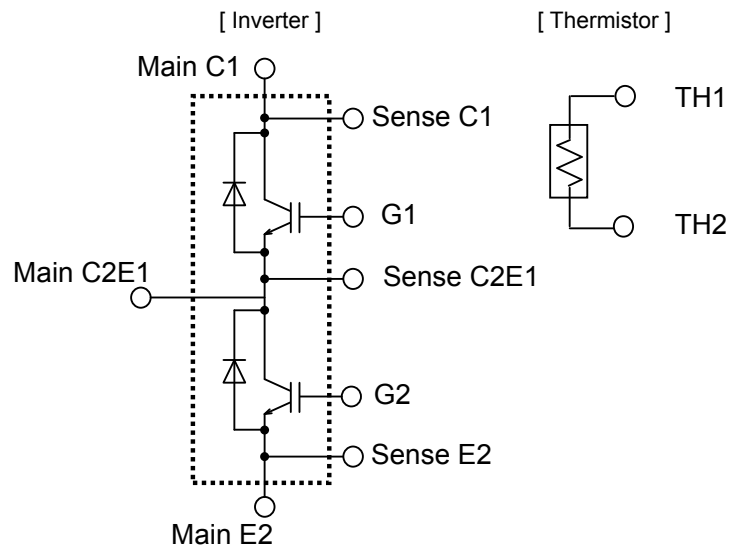 [ Inverter ]
[ Thermistor ]
Main C1
Sense C1
TH1
G1
TH2
Main C2E1
Sense C2E1
G2
Sense E2
Main E2